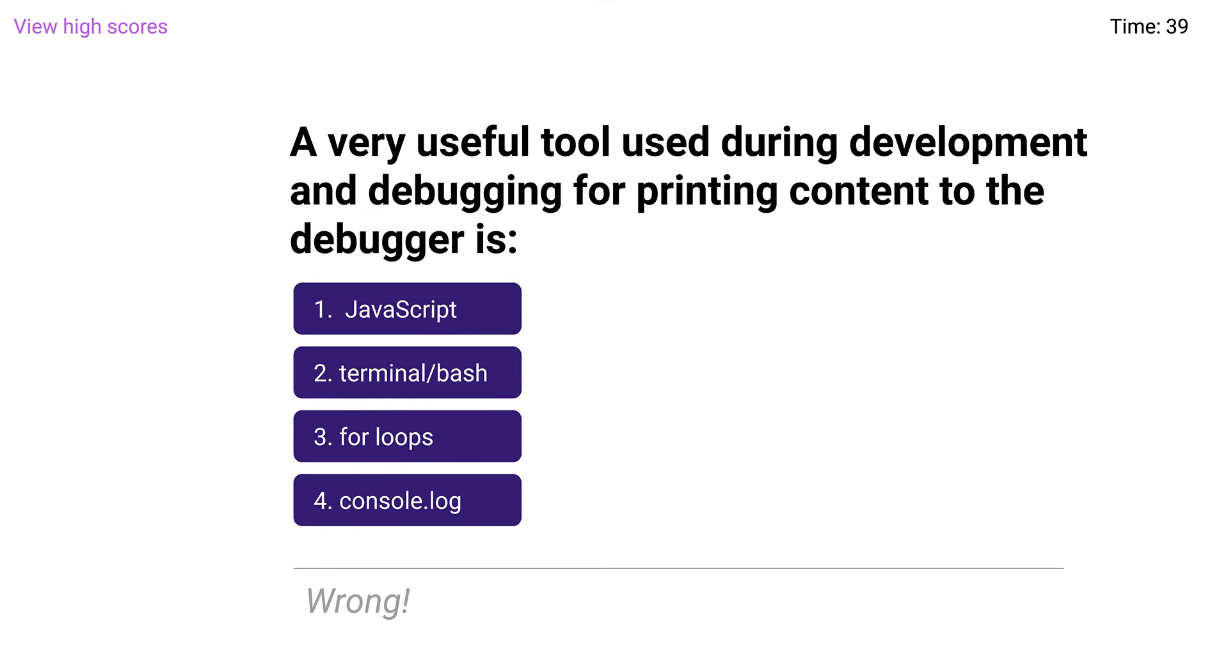 View high scores
Time: 39
A very useful tool used during development
and debugging for printing content to the
debugger is:
1. JavaScript
2. terminal/bash
3. for loops
4. console.log
Wrong!